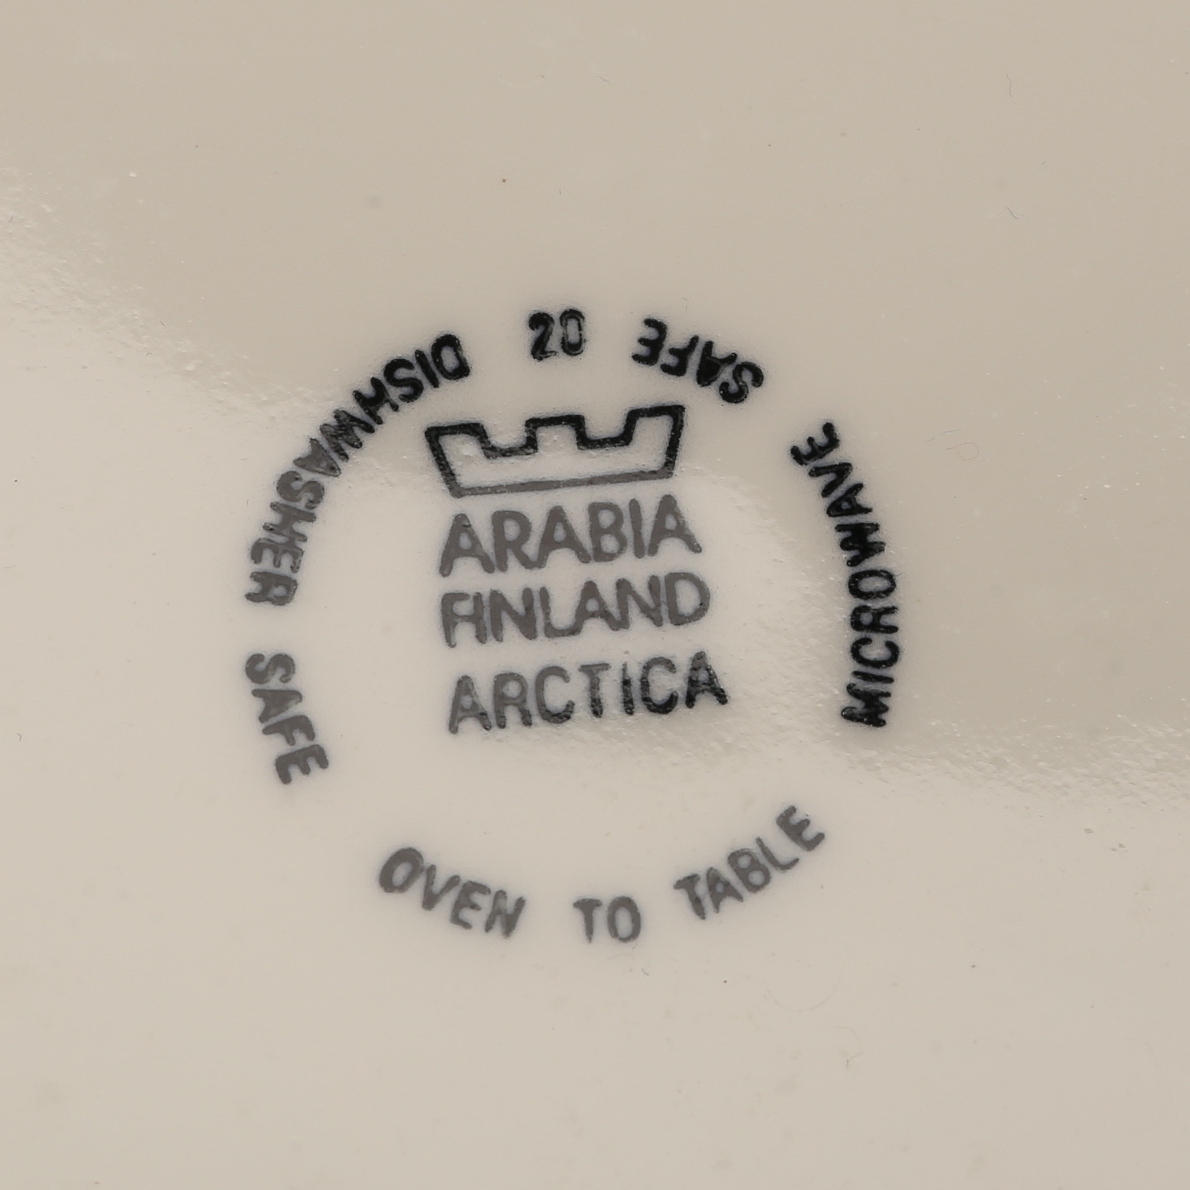 20
ARABIA
FINLAND
ARCTICA
DISHWASHER SAFE
OVEN TO TABLE
MICROWAVE SAFE